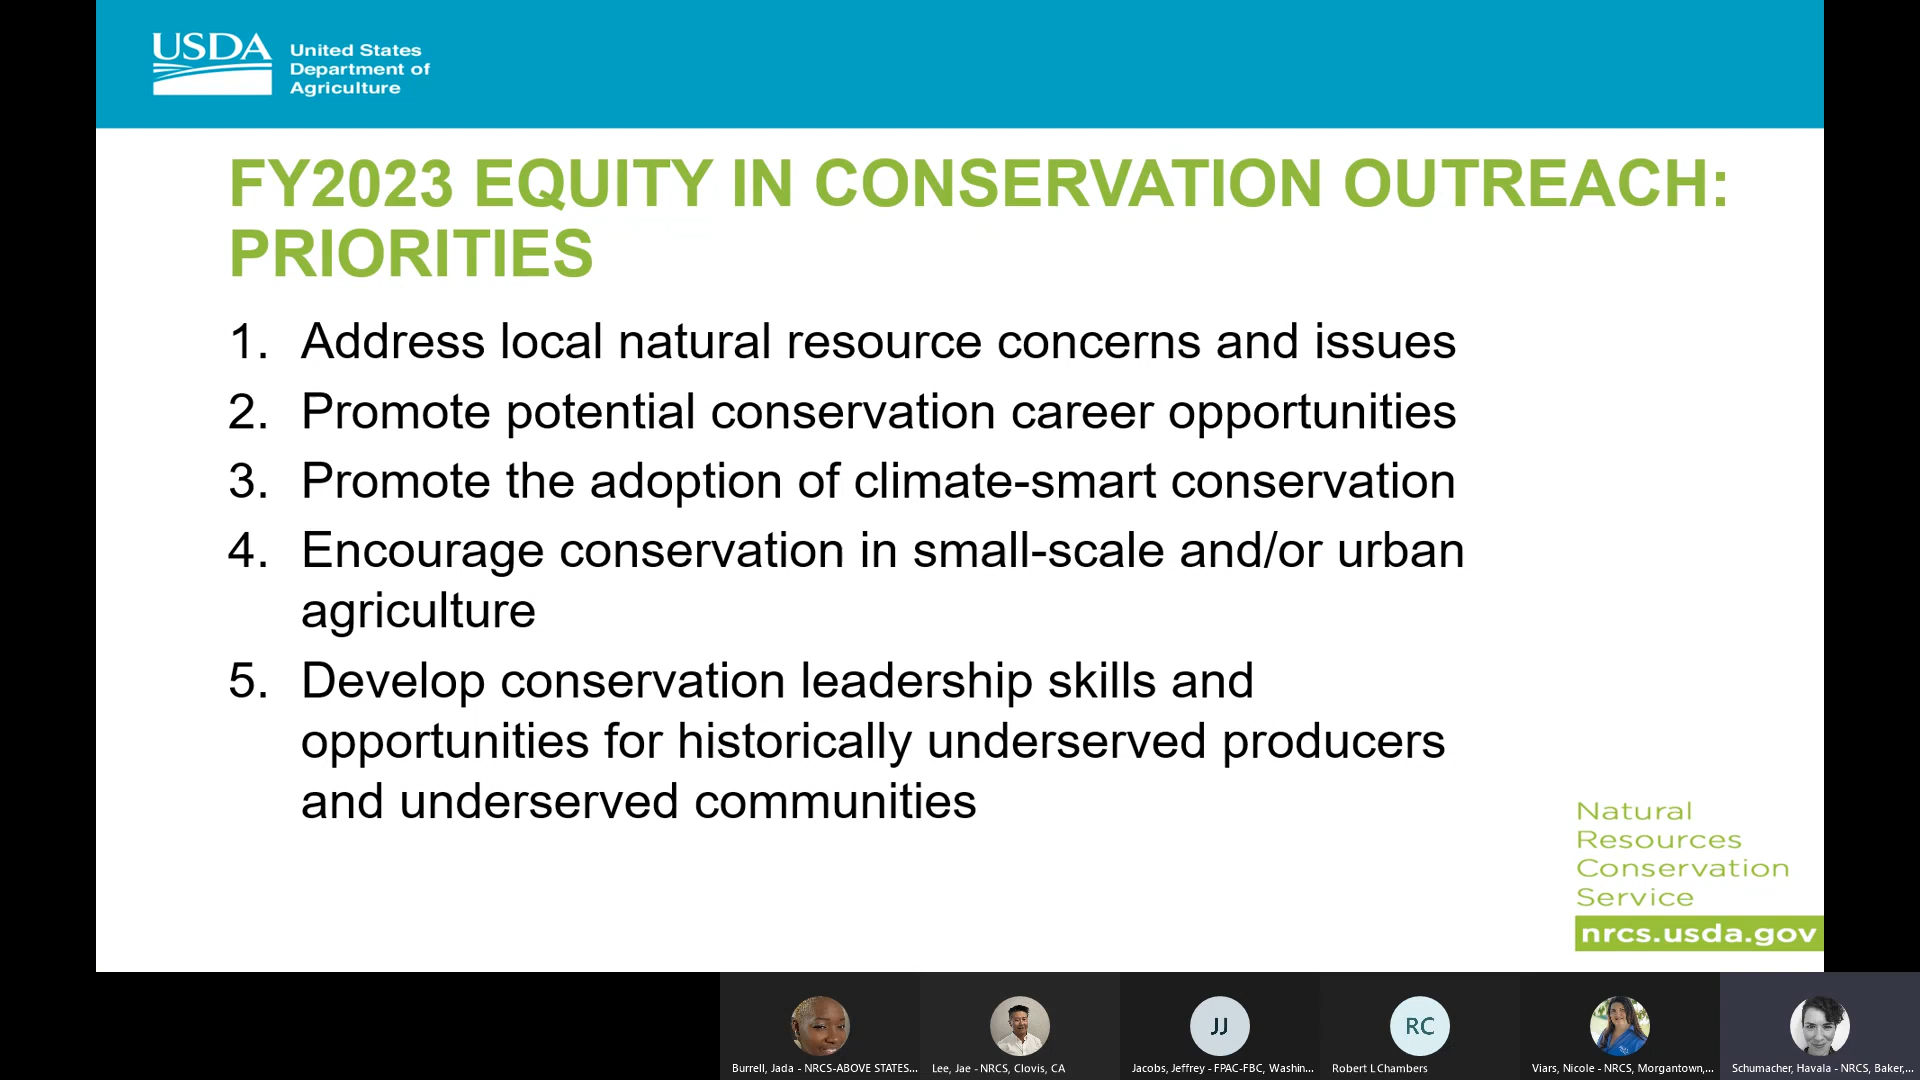 USDA
United States
Department of
Agriculture
FY2023 EQUITY IN CONSERVATION OUTREACH:
PRIORITIES
1. Address local natural resource concerns and issues
2. Promote potential conservation career opportunities
3. Promote the adoption of climate-smart conservation
4. Encourage conservation in small-scale and/or urban
agriculture
5. Develop conservation leadership skills and
opportunities for historically underserved producers
and underserved communities
Natural
Resources
Conservation
Service
nrcs.usda.gov
JJ
RC
Burrell, Jada - NRCS-ABOVE STATES...
Lee, Jae - NRCS, Clovis, CA
Jacobs, Jeffrey - FPAC-FBC, Washin...
Robert L Chambers
Viars, Nicole - NRCS, Morgantown,...
Schumacher, Havala - NRCS, Baker,...